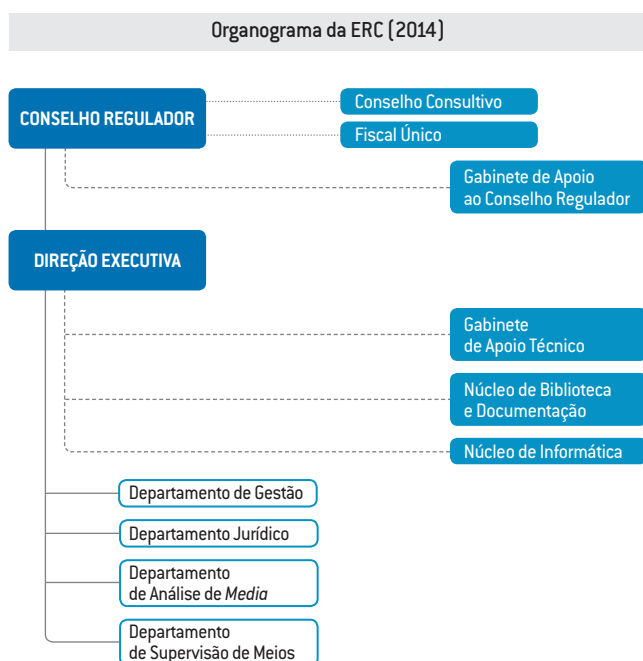 Organograma da ERC (2014)
CONSELHO REGULADOR
Conselho Consultivo
Fiscal Único
Gabinete de Apoio
ao Conselho Regulador
DIREÇÃO EXECUTIVA
Gabinete
de Apoio Técnico
Núcleo de Biblioteca
e Documentação
Núcleo de Informática
Departamento de Gestão
Departamento Jurídico
Departamento
de Análise de Media
Departamento
de Supervisão de Meios